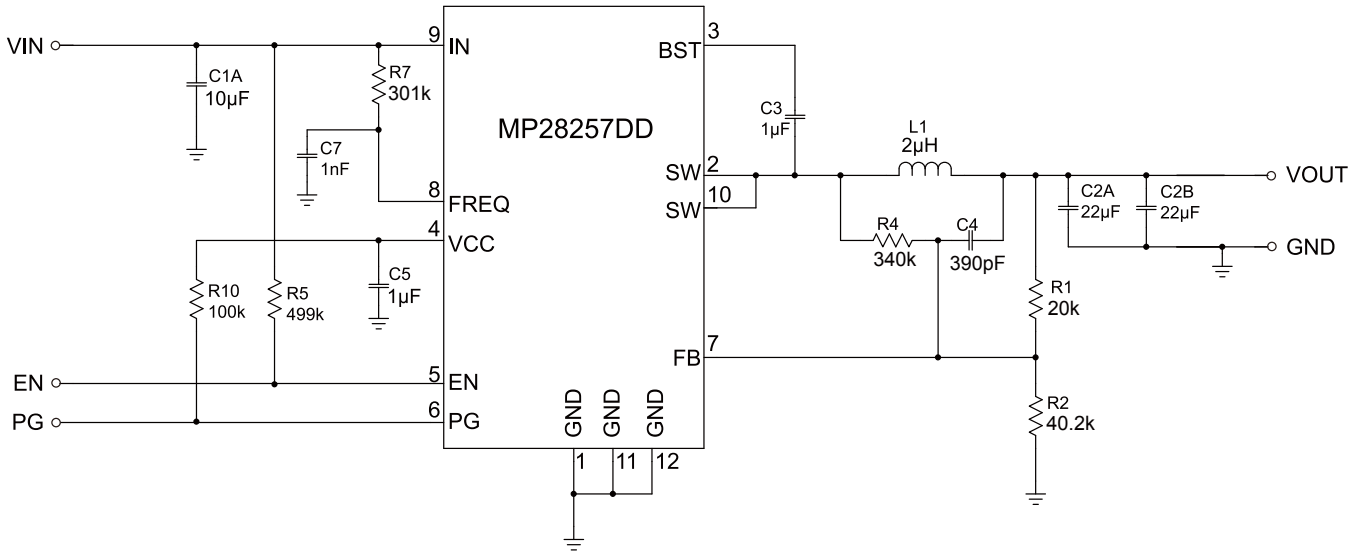 VIN
9
IN
3
BST
C1A
10µF
R7
301k
MP28257DD
C3
1µF
C7
1nF
L1
2µH
SW
2
SW
10
VOUT
C2A
22µF
C2B
22µF
8
FREQ
4
VCC
R4
340k
C4
390pF
GND
R10
100k
R5
499k
C5
1µF
R1
20k
7
FB
EN
5
EN
PG
6
PG
GND
GND
GND
R2
40.2k
1
11
12